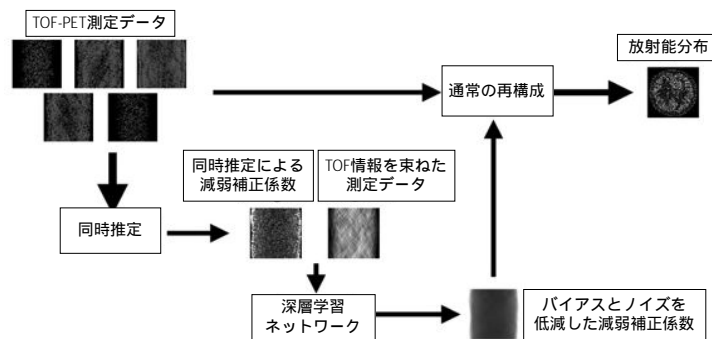 TOF-PET測定データ
放射能分布
通常の再構成
同時推定による
減弱補正係数
TOF情報を束ねた
測定データ
同時推定
深層学習
ネットワーク
バイアスとノイズを
低減した減弱補正係数